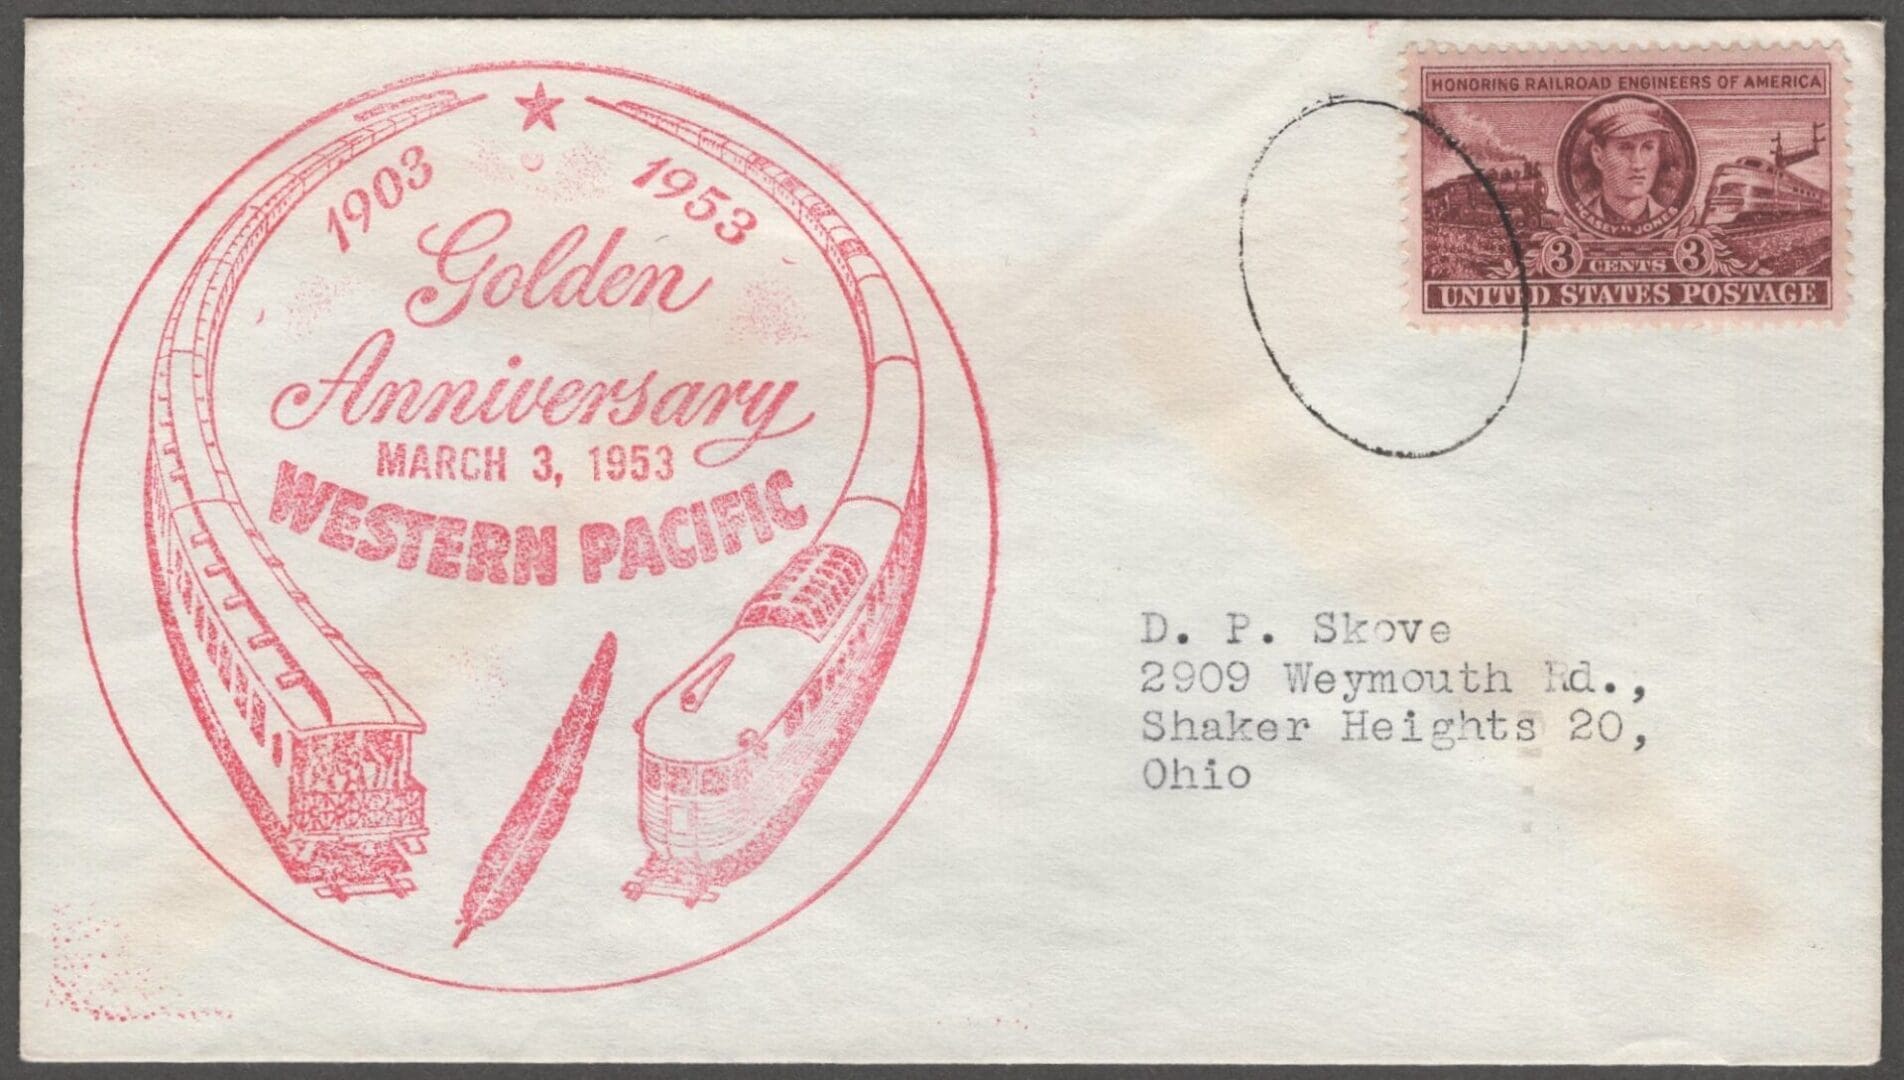 1903
1953
Golden
Anniversary
MARCH 3, 1953
WESTERN PACIFIC
HONORING RAILROAD ENGINEERS OF AMERICA
"CASEY" JONES
3 CENTS 3
UNITED STATES POSTAGE
D. P. Skove
2909 Weymouth Rd.,
Shaker Heights 20,
Ohio